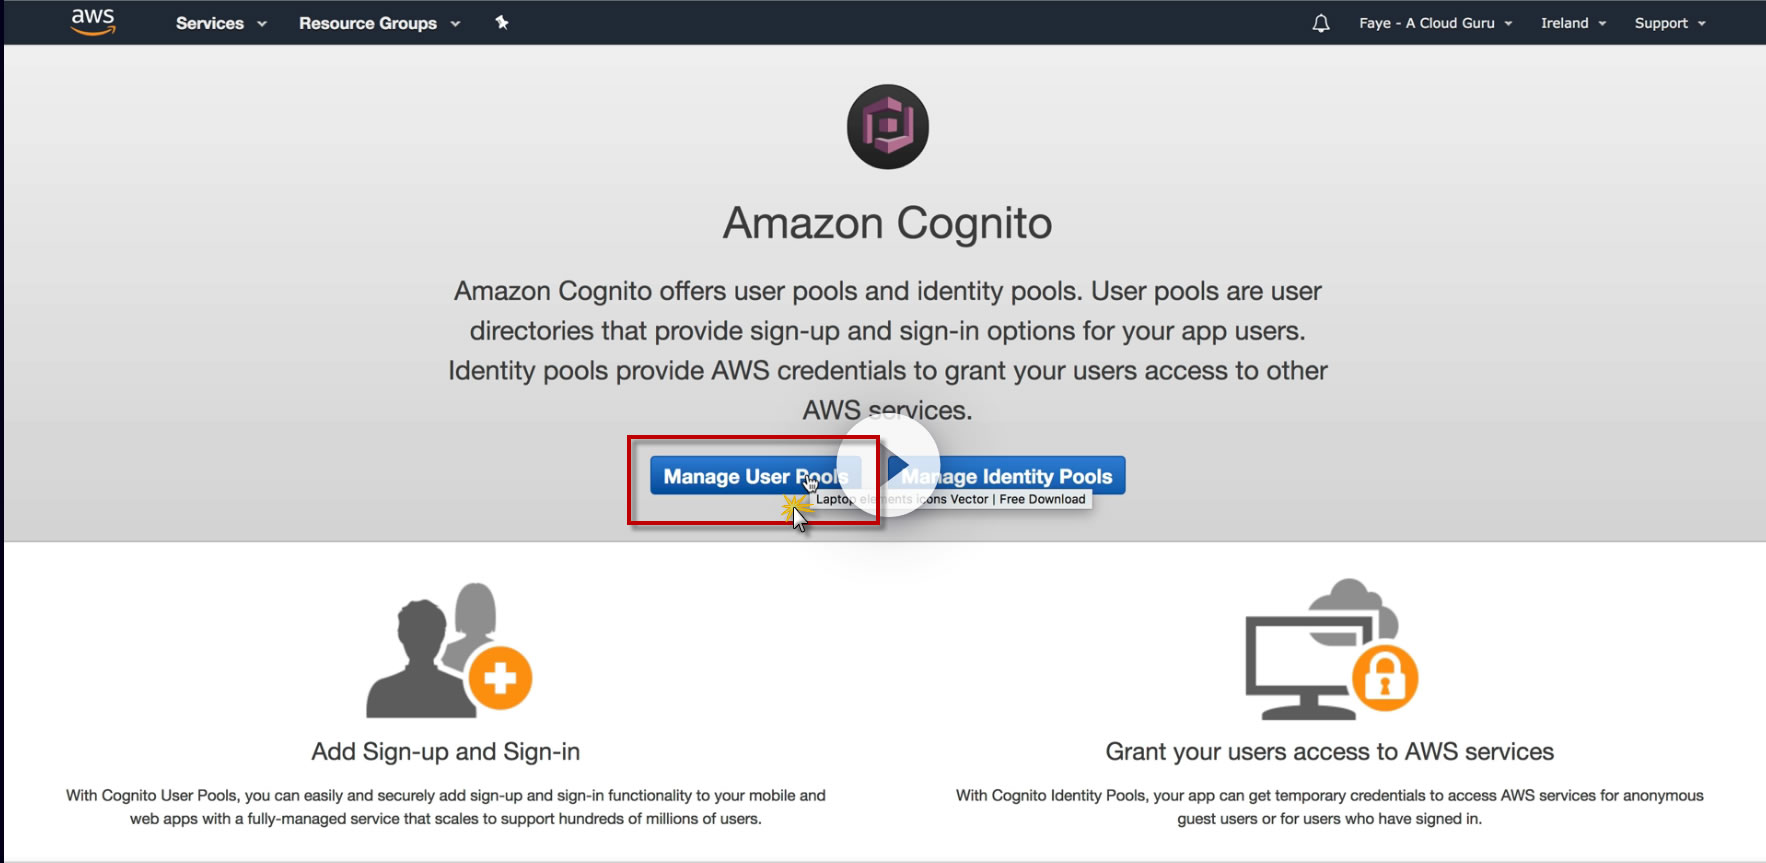 aws Services Resource Groups Faye - A Cloud Guru Ireland Support
Amazon Cognito
Amazon Cognito offers user pools and identity pools. User pools are user
directories that provide sign-up and sign-in options for your app users.
Identity pools provide AWS credentials to grant your users access to other
AWS services.
Manage User Pools Manage Identity Pools
Laptop elements icons Vector | Free Download
Add Sign-up and Sign-in
With Cognito User Pools, you can easily and securely add sign-up and sign-in functionality to your mobile and
web apps with a fully-managed service that scales to support hundreds of millions of users.
Grant your users access to AWS services
With Cognito Identity Pools, your app can get temporary credentials to access AWS services for anonymous
guest users or for users who have signed in.